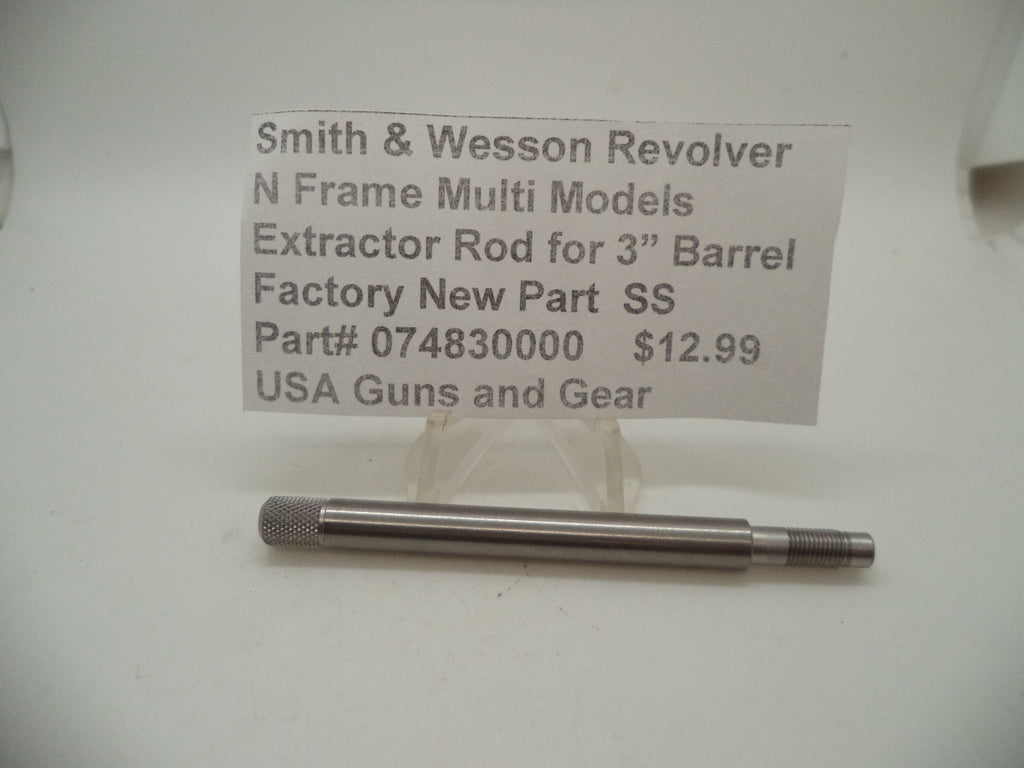 Smith & Wesson Revolver
N Frame Multi Models
Extractor Rod for 3” Barrel
Factory New Part SS
Part# 074830000 $12.99
USA Guns and Gear